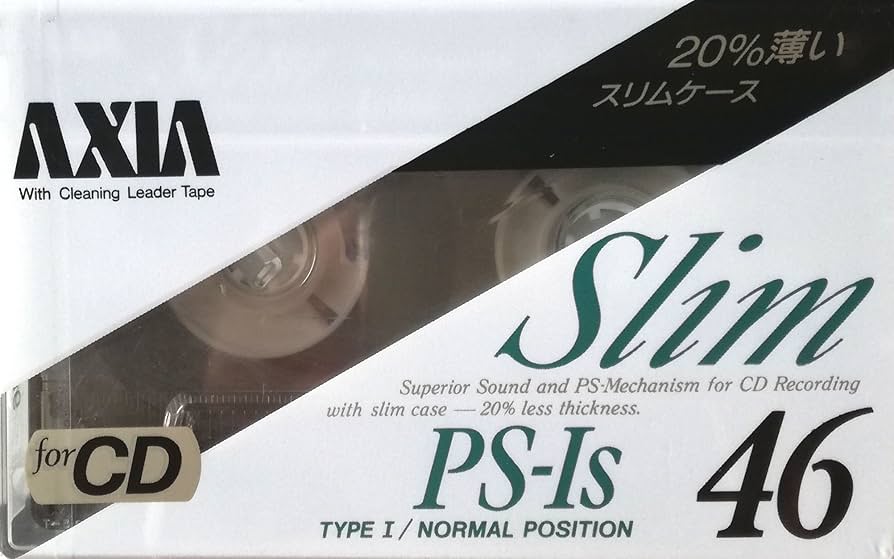 20%薄い
スリムケース
AXIA
With Cleaning Leader Tape
Slim
Superior Sound and PS-Mechanism for CD Recording
with slim case — 20% less thickness.
for CD
PS-Is 46
TYPE I / NORMAL POSITION